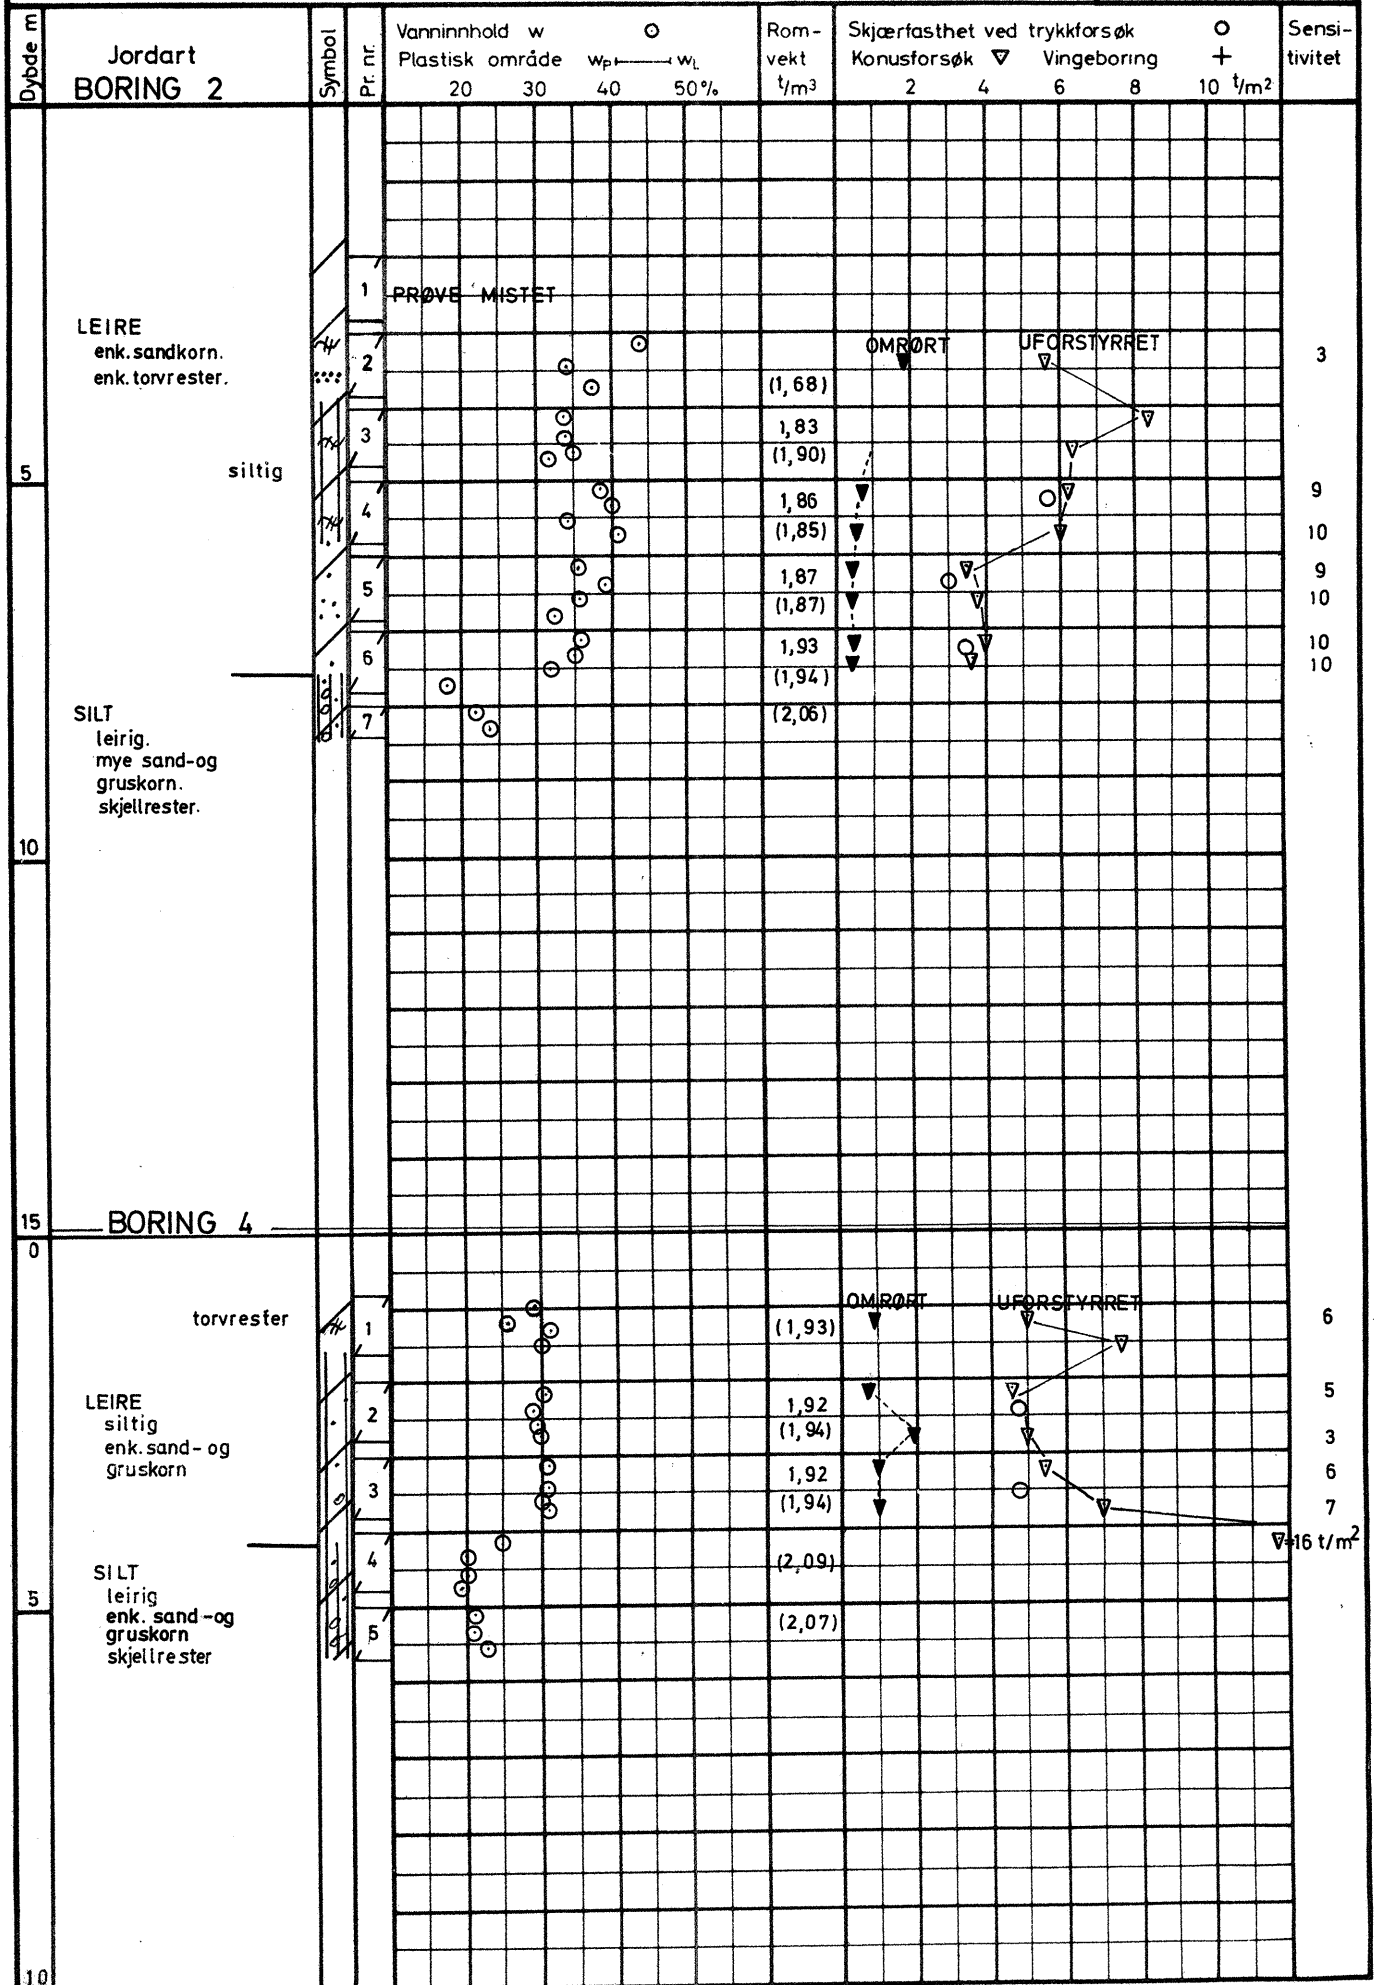 Dybde m
Jordart
BORING 2
Symbol
Pr. nr.
Vanninnhold w
Plastisk område wP wL
20 30 40 50%
Rom-
vekt
t/m³
Skjærfasthet ved trykkforsøk
Konusforsøk Vingeboring
2 4 6 8 10 t/m²
Sensi-
tivitet
1 PRØVE MISTET
LEIRE
enk. sandkorn.
enk. torvrester.
2
OMRØRT UFORSTYRRET
3
(1,68)
3
1,83
(1,90)
siltig
5
4
1,86
9
(1,85)
10
5
1,87
9
(1,87)
10
6
1,93
10
(1,94)
10
SILT
leirig.
mye sand-og
gruskorn.
skjellrester.
7
(2,06)
10
15
BORING 4
0
torvrester
1
(1,93)
OMRØRT UFORSTYRRET
6
LEIRE
siltig
enk. sand-og
gruskorn
2
1,92
5
(1,94)
3
3
1,92
6
(1,94)
7
=16 t/m²
SILT
leirig
enk. sand-og
gruskorn
skjellrester
4
(2,09)
5
5
(2,07)
10